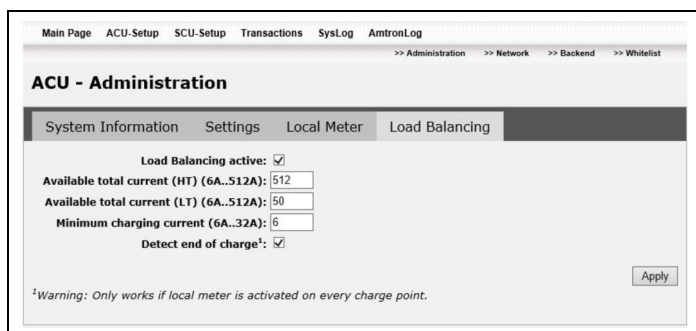 Main Page ACU-Setup SCU-Setup Transactions SysLog AmtronLog
>> Administration >> Network >> Backend >> Whitelist
ACU - Administration
System Information Settings Local Meter Load Balancing
Load Balancing active:
Available total current (HT) (6A..512A): 512
Available total current (LT) (6A..512A): 50
Minimum charging current (6A..32A): 6
Detect end of charge¹:
Apply
¹Warning: Only works if local meter is activated on every charge point.